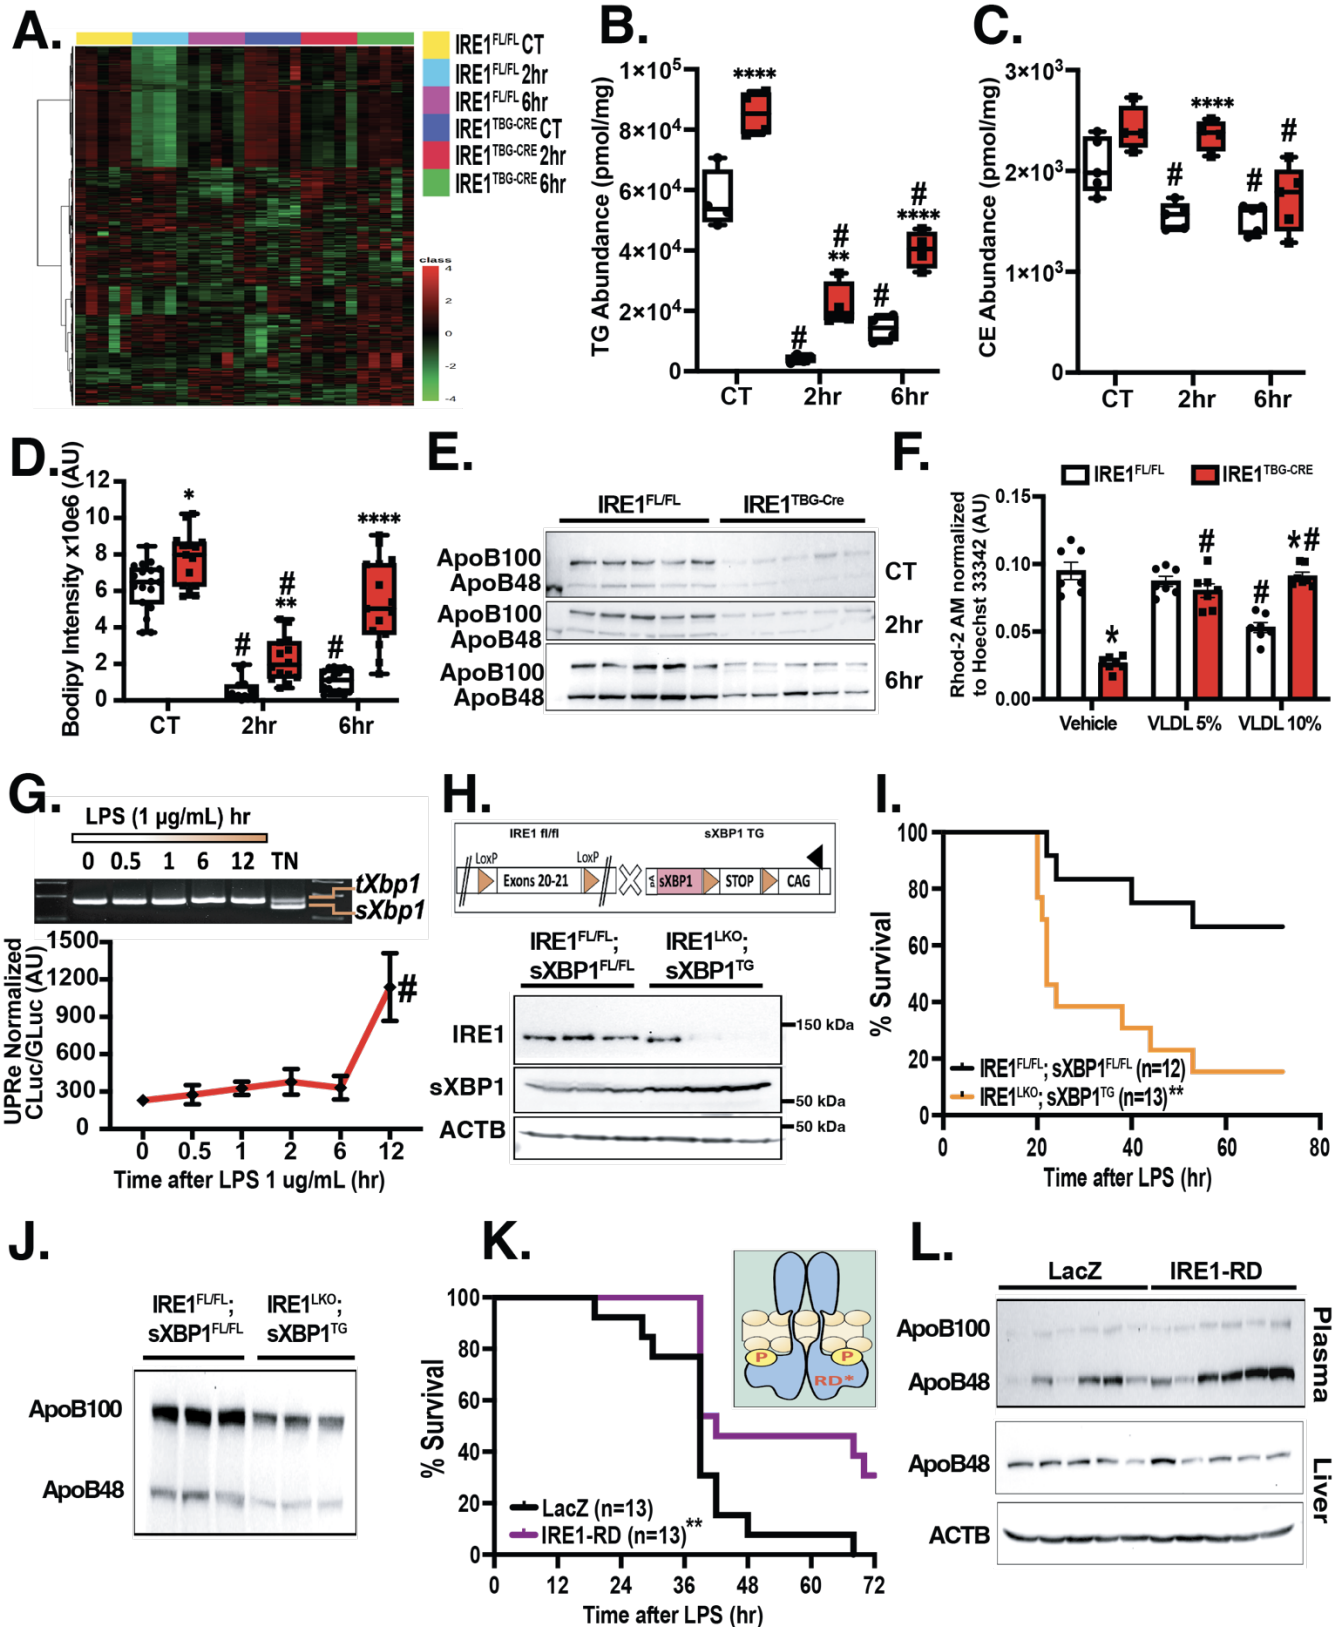 A.
IRE1FL/FL CT
IRE1FL/FL 2hr
IRE1FL/FL 6hr
IRE1TBG-CRE CT
IRE1TBG-CRE 2hr
IRE1TBG-CRE 6hr
class
4
2
0
-2
-4
B.
TG Abundance (pmol/mg)
1×10⁵
8×10⁴
6×10⁴
4×10⁴
2×10⁴
0
****
#
#
**
#
#
****
CT 2hr 6hr
C.
CE Abundance (pmol/mg)
3×10³
2×10³
1×10³
0
#
****
#
#
CT 2hr 6hr
D.
Bodipy Intensity x10e6 (AU)
12
10
8
6
4
2
0
*
#
#
**
#
****
CT 2hr 6hr
E.
IRE1FL/FL IRE1TBG-Cre
ApoB100
ApoB48
CT
ApoB100
ApoB48
2hr
ApoB100
ApoB48
6hr
F.
IRE1FL/FL IRE1TBG-CRE
Rhod-2 AM normalized
to Hoechst 33342 (AU)
0.15
0.10
0.05
0.00
*
#
#
*#
Vehicle VLDL 5% VLDL 10%
G.
LPS (1 µg/mL) hr
0 0.5 1 6 12 TN
tXbp1
sXbp1
UPRe Normalized
CLuc/GLuc (AU)
1500
1200
900
600
300
0
#
0 0.5 1 2 6 12
Time after LPS 1 ug/mL (hr)
H.
IRE1 fl/fl sXBP1 TG
LoxP LoxP
Exons 20-21
pA sXBP1 STOP CAG
IRE1FL/FL; IRE1LKO;
sXBP1FL/FL sXBP1TG
IRE1
150 kDa
sXBP1
50 kDa
ACTB
50 kDa
I.
% Survival
100
80
60
40
20
0
IRE1FL/FL; sXBP1FL/FL (n=12)
IRE1LKO; sXBP1TG (n=13)**
0 20 40 60 80
Time after LPS (hr)
J.
IRE1FL/FL; IRE1LKO;
sXBP1FL/FL sXBP1TG
ApoB100
ApoB48
K.
% Survival
100
80
60
40
20
0
P P
RD*
LacZ (n=13)
IRE1-RD (n=13)**
0 12 24 36 48 60 72
Time after LPS (hr)
L.
LacZ IRE1-RD
ApoB100
ApoB48
Plasma
ApoB48
Liver
ACTB